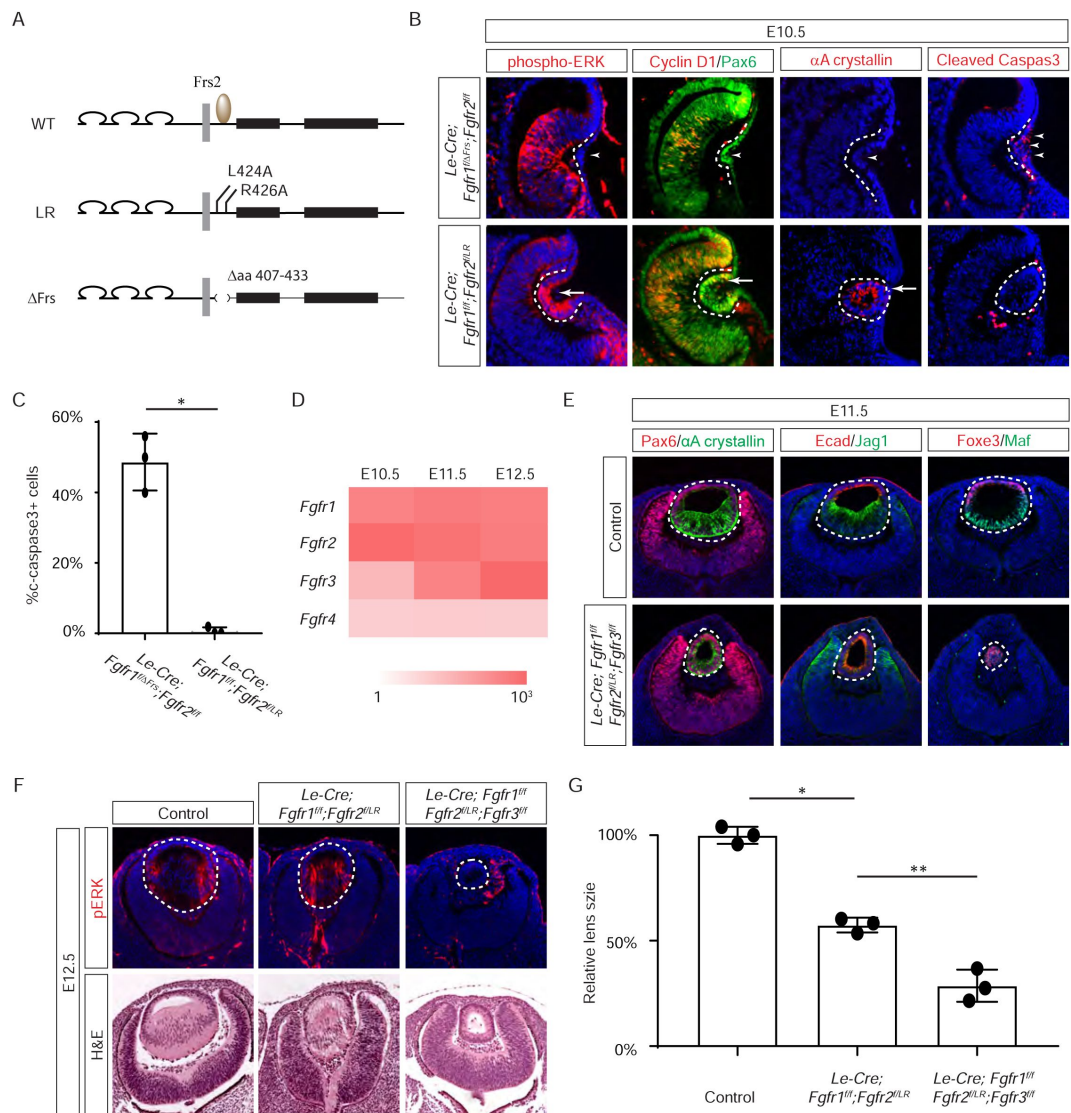 A
Frs2
WT
L424A
R426A
LR
Δaa 407-433
ΔFrs
B
E10.5
phospho-ERK
Cyclin D1/Pax6
αA crystallin
Cleaved Caspas3
Le-Cre;
Fgfr1f/ΔFrs;Fgfr2f/f
Le-Cre;
Fgfr1f/f;Fgfr2f/LR
C
*
60%
40%
20%
0%
%c-caspase3+ cells
Le-Cre;
Fgfr1f/ΔFrs;Fgfr2f/f
Le-Cre;
Fgfr1f/f;Fgfr2f/LR
D
E10.5 E11.5 E12.5
Fgfr1
Fgfr2
Fgfr3
Fgfr4
1 10³
E
E11.5
Pax6/αA crystallin
Ecad/Jag1
Foxe3/Maf
Control
Le-Cre; Fgfr1f/f
Fgfr2f/LR;Fgfr3f/f
F
Control
Le-Cre;
Fgfr1f/f;Fgfr2f/LR
Le-Cre; Fgfr1f/f
Fgfr2f/LR;Fgfr3f/f
E12.5
pERK
H&E
G
*
**
100%
50%
0%
Relative lens szie
Control
Le-Cre;
Fgfr1f/f;Fgfr2f/LR
Le-Cre; Fgfr1f/f
Fgfr2f/LR;Fgfr3f/f